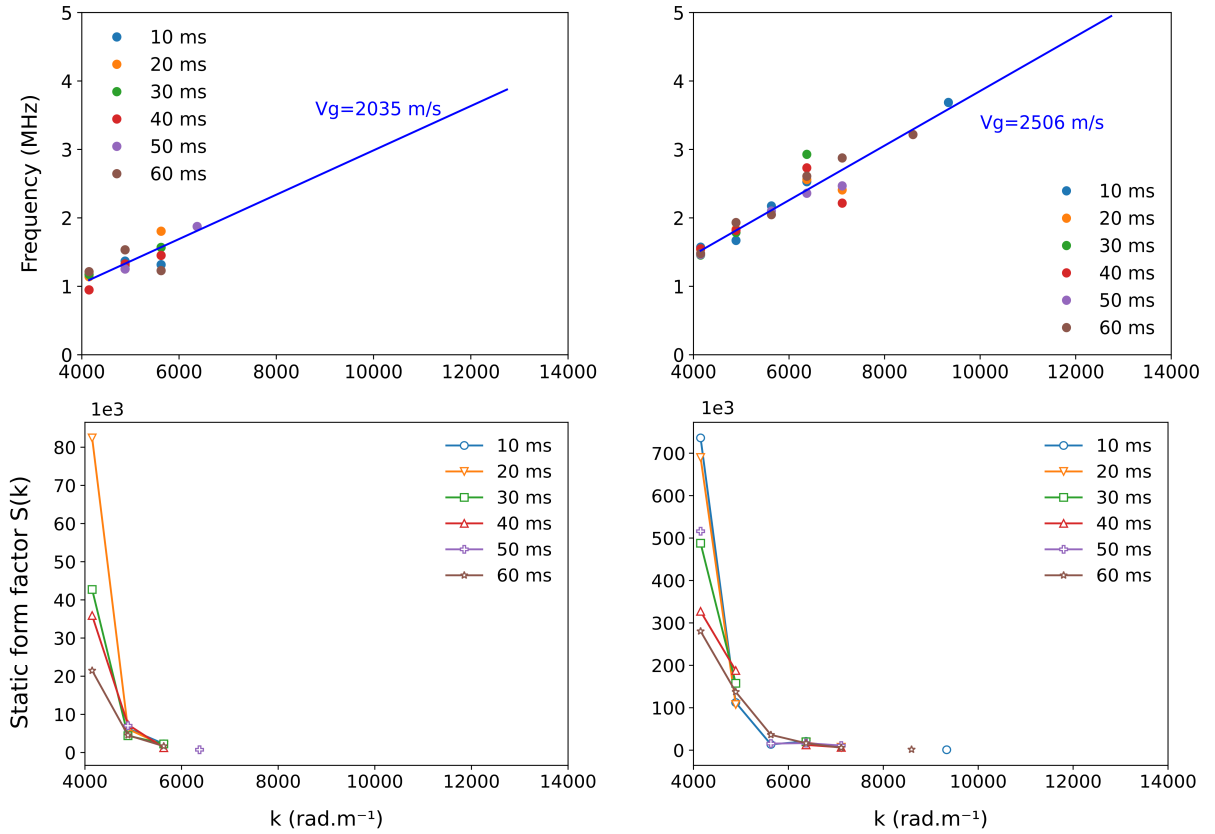 5
4
3
2
1
0
Frequency (MHz)
10 ms
20 ms
30 ms
40 ms
50 ms
60 ms
Vg=2035 m/s
4000
6000
8000
10000
12000
14000
5
4
3
2
1
0
Vg=2506 m/s
10 ms
20 ms
30 ms
40 ms
50 ms
60 ms
4000
6000
8000
10000
12000
14000
1e3
80
70
60
50
40
30
20
10
0
Static form factor S(k)
10 ms
20 ms
30 ms
40 ms
50 ms
60 ms
4000
6000
8000
10000
12000
14000
k (rad.m⁻¹)
1e3
700
600
500
400
300
200
100
0
10 ms
20 ms
30 ms
40 ms
50 ms
60 ms
4000
6000
8000
10000
12000
14000
k (rad.m⁻¹)